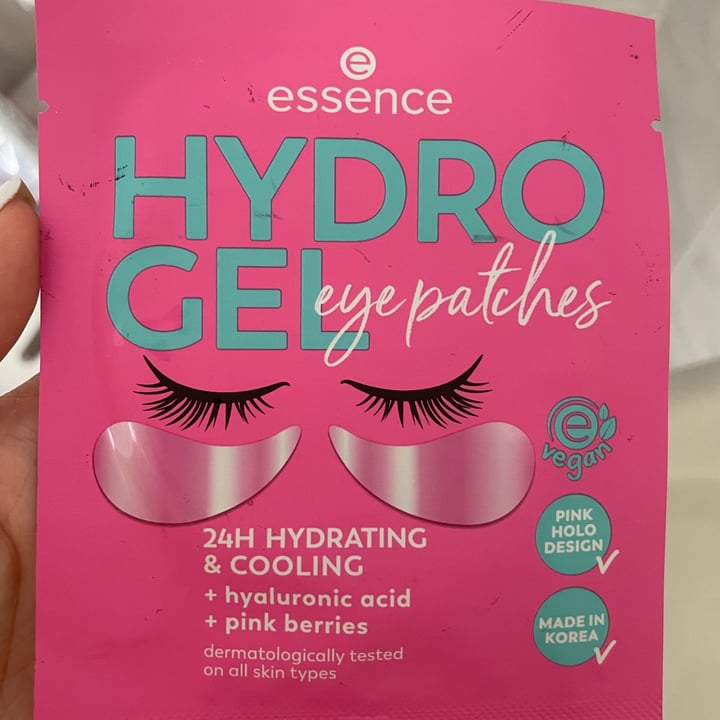 e
essence
HYDRO
GEL
eye patches
24H HYDRATING
& COOLING
+ hyaluronic acid
+ pink berries
dermatologically tested
on all skin types
e
vegan
PINK
HOLO
DESIGN
MADE IN
KOREA